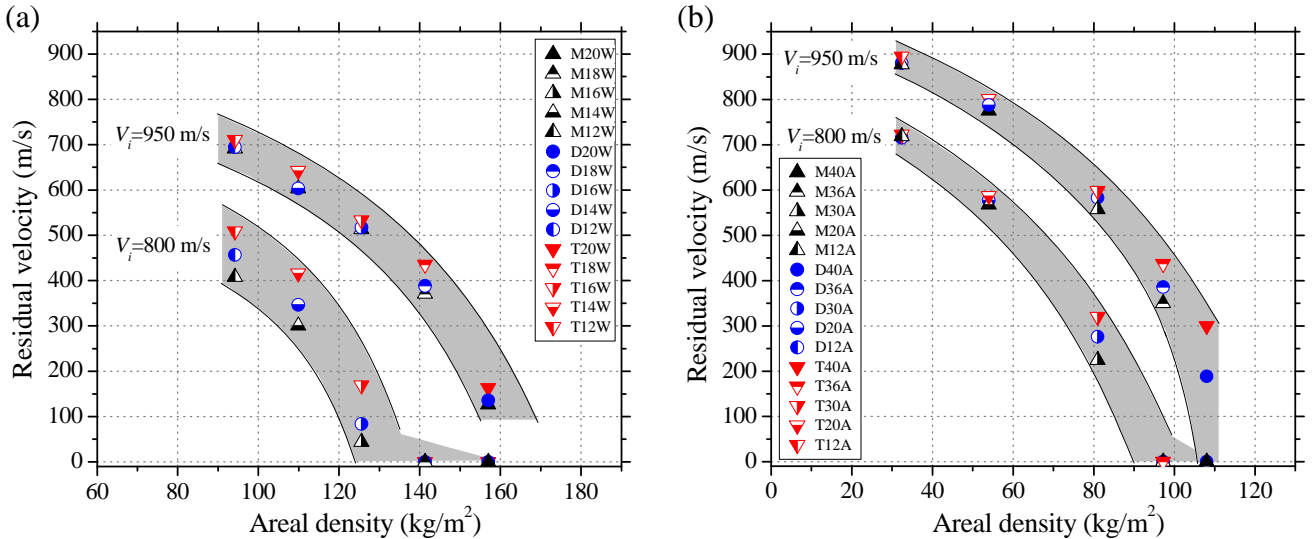 (a)
Residual velocity (m/s)
900
800
700
600
500
400
300
200
100
0
V_i=950 m/s
V_i=800 m/s
M20W
M18W
M16W
M14W
M12W
D20W
D18W
D16W
D14W
D12W
T20W
T18W
T16W
T14W
T12W
60 80 100 120 140 160 180
Areal density (kg/m²)
(b)
Residual velocity (m/s)
900
800
700
600
500
400
300
200
100
0
V_i=950 m/s
V_i=800 m/s
M40A
M36A
M30A
M20A
M12A
D40A
D36A
D30A
D20A
D12A
T40A
T36A
T30A
T20A
T12A
0 20 40 60 80 100 120
Areal density (kg/m²)